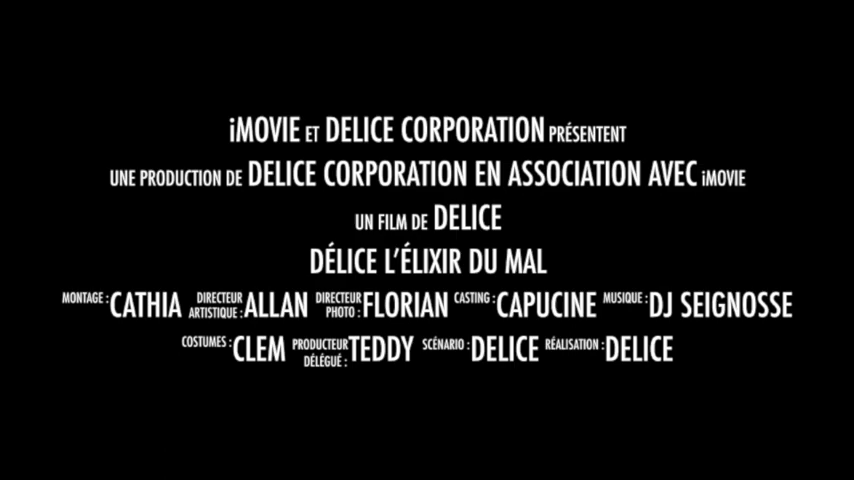 iMOVIE ET DELICE CORPORATION PRÉSENTENT
UNE PRODUCTION DE DELICE CORPORATION EN ASSOCIATION AVEC iMOVIE
UN FILM DE DELICE
DÉLICE L'ÉLIXIR DU MAL
MONTAGE : CATHIA DIRECTEUR ARTISTIQUE : ALLAN DIRECTEUR PHOTO : FLORIAN CASTING : CAPUCINE MUSIQUE : DJ SEIGNOSSE
COSTUMES : CLEM PRODUCTEUR DÉLÉGUÉ : TEDDY SCÉNARIO : DELICE RÉALISATION : DELICE